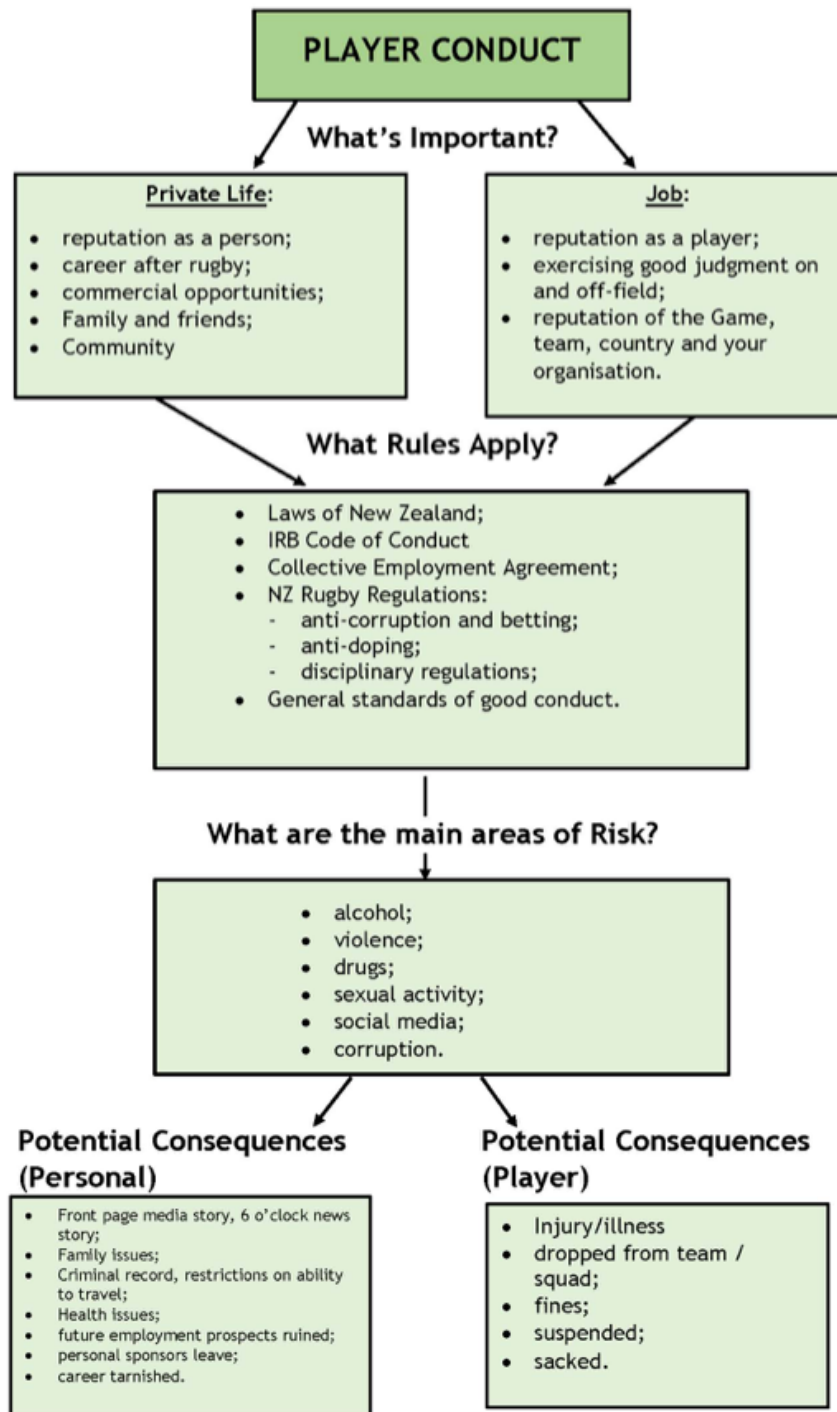 PLAYER CONDUCT
What's Important?
Private Life:
• reputation as a person;
• career after rugby;
• commercial opportunities;
• Family and friends;
• Community
Job:
• reputation as a player;
• exercising good judgment on
and off-field;
• reputation of the Game,
team, country and your
organisation.
What Rules Apply?
• Laws of New Zealand;
• IRB Code of Conduct
• Collective Employment Agreement;
• NZ Rugby Regulations:
- anti-corruption and betting;
- anti-doping;
- disciplinary regulations;
• General standards of good conduct.
What are the main areas of Risk?
• alcohol;
• violence;
• drugs;
• sexual activity;
• social media;
• corruption.
Potential Consequences
(Personal)
• Front page media story, 6 o'clock news
story;
• Family issues;
• Criminal record, restrictions on ability
to travel;
• Health issues;
• future employment prospects ruined;
• personal sponsors leave;
• career tarnished.
Potential Consequences
(Player)
• Injury/illness
• dropped from team /
squad;
• fines;
• suspended;
• sacked.